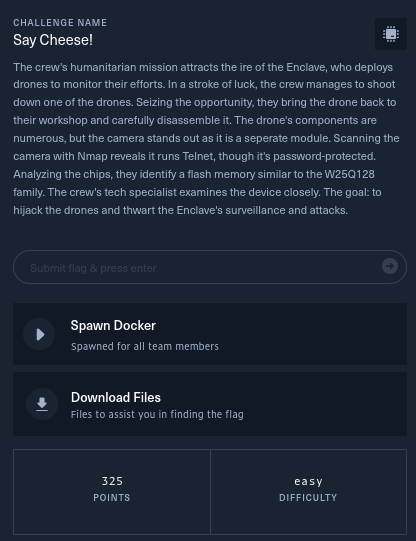 CHALLENGE NAME
Say Cheese!
The crew's humanitarian mission attracts the ire of the Enclave, who deploys
drones to monitor their efforts. In a stroke of luck, the crew manages to shoot
down one of the drones. Seizing the opportunity, they bring the drone back to
their workshop and carefully disassemble it. The drone's components are
numerous, but the camera stands out as it is a seperate module. Scanning the
camera with Nmap reveals it runs Telnet, though it's password-protected.
Analyzing the chips, they identify a flash memory similar to the W25Q128
family. The crew's tech specialist examines the device closely. The goal: to
hijack the drones and thwart the Enclave's surveillance and attacks.
Submit flag & press enter
Spawn Docker
Spawned for all team members
Download Files
Files to assist you in finding the flag
325
POINTS
easy
DIFFICULTY